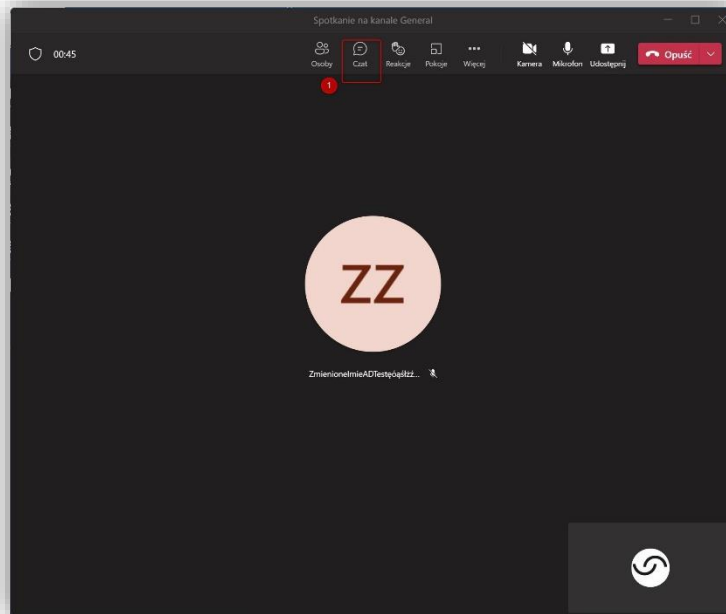 Spotkanie na kanale General
00:45
Osoby Czat Reakcje Pokoje Więcej Kamera Mikrofon Udostępnij Opuść
1
ZZ
ZmienioneImieADTestęóąśłżź...